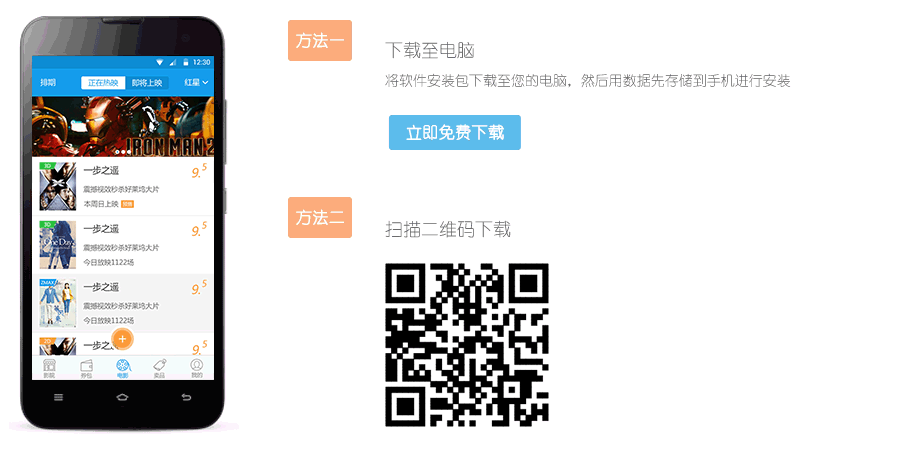 12:30
排期
正在热映
即将上映
红星
IRON MAN 2
3D
一步之遥
9.5
震撼视效秒杀好莱坞大片
本周日上映
预售
一步之遥
9.5
震撼视效秒杀好莱坞大片
今日放映1122场
One Day
ZMAX
一步之遥
9.5
震撼视效秒杀好莱坞大片
今日放映1122场
一步之
9.5
影院
券包
电影
卖品
我的
方法一
下载至电脑
将软件安装包下载至您的电脑，然后用数据先存储到手机进行安装
立即免费下载
方法二
扫描二维码下载